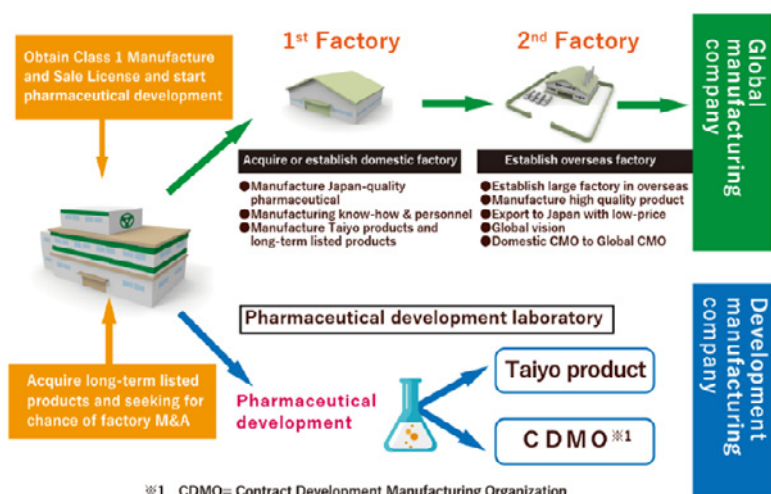 Obtain Class 1 Manufacture
and Sale License and start
pharmaceutical development
1st Factory
2nd Factory
Global
manufacturing
company
Acquire or establish domestic factory
●Manufacture Japan-quality
pharmaceutical
●Manufacturing know-how & personnel
●Manufacture Taiyo products and
long-term listed products
Establish overseas factory
●Establish large factory in overseas
●Manufacture high quality product
●Export to Japan with low-price
●Global vision
●Domestic CMO to Global CMO
Acquire long-term listed
products and seeking for
chance of factory M&A
Pharmaceutical development laboratory
Pharmaceutical
development
Taiyo product
CDMO※1
Development
manufacturing
company
※1 CDMO= Contract Development Manufacturing Organization